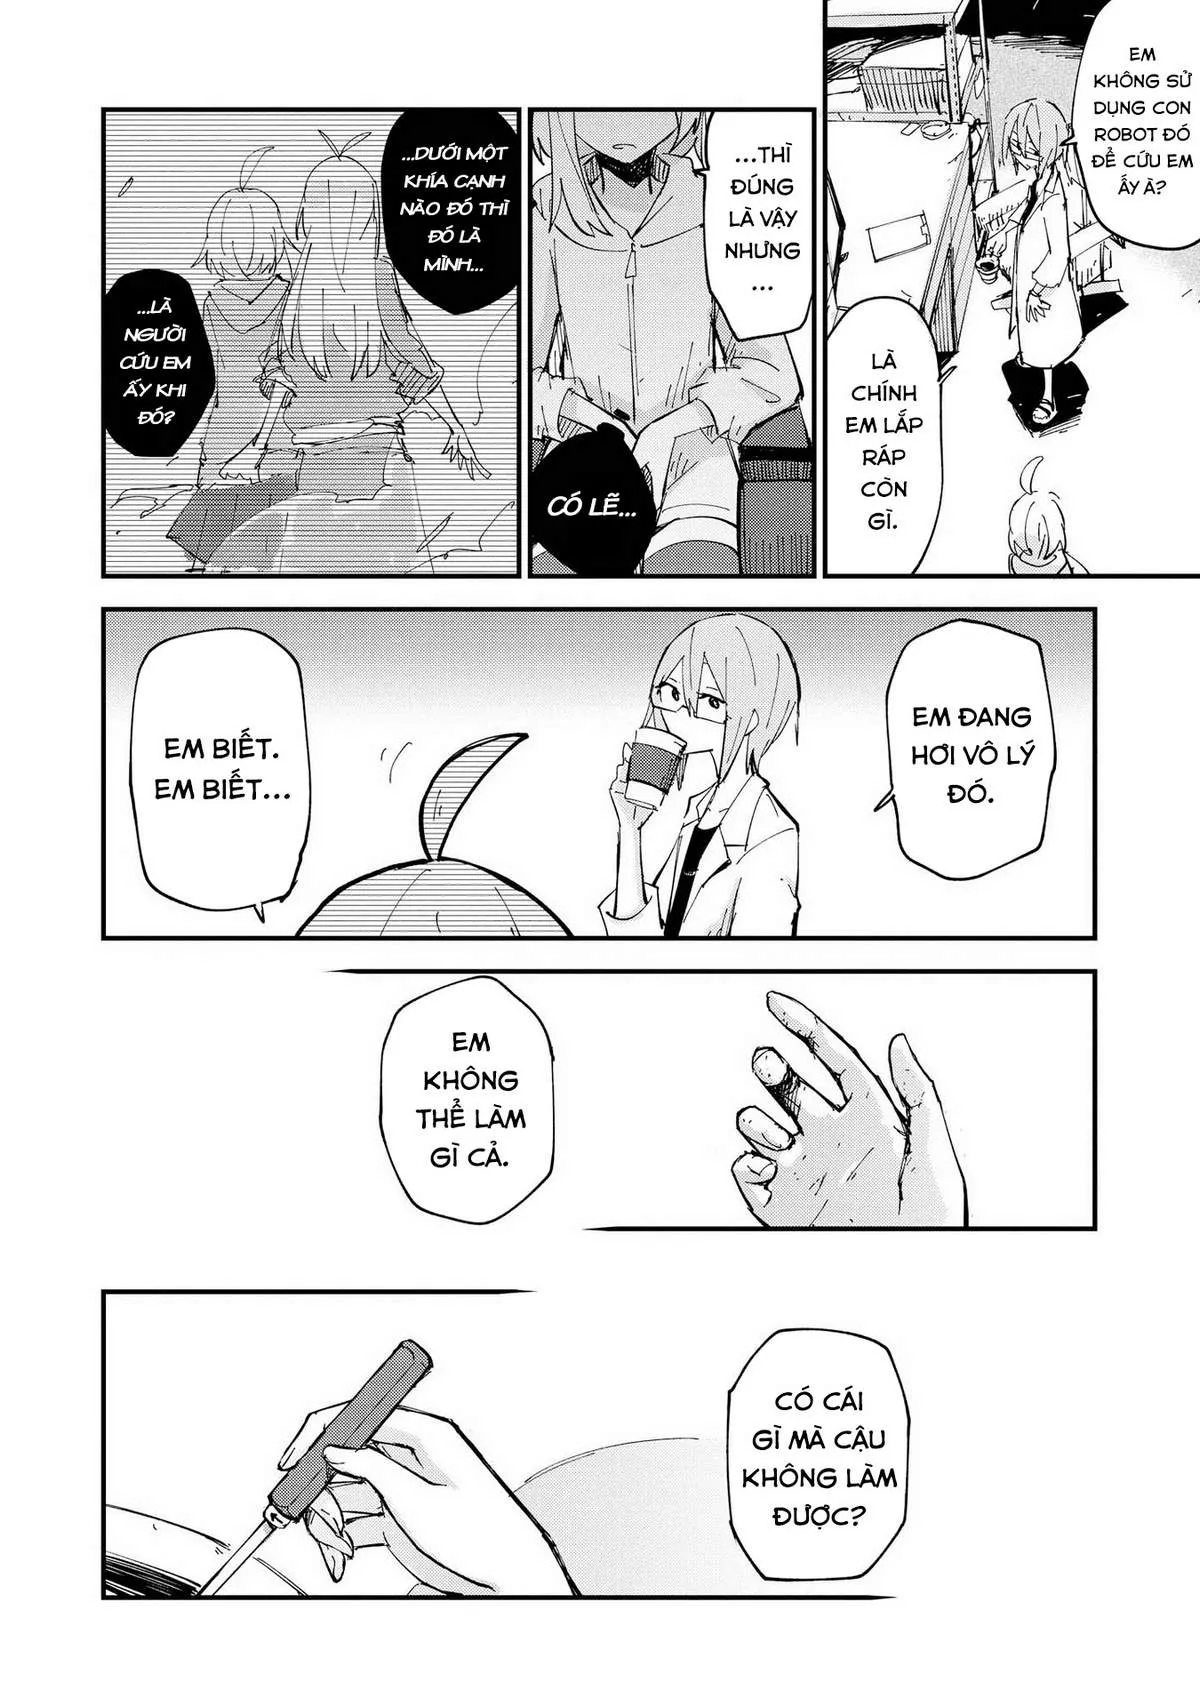 EM
KHÔNG SỬ
DỤNG CON
ROBOT ĐÓ
ĐỂ CỨU EM
ẤY À?
LÀ
CHÍNH
EM LẮP
RÁP
CÒN
GÌ.
...THÌ
ĐÚNG
LÀ VẬY
NHƯNG
...
CÓ LẼ...
...DƯỚI MỘT
KHÍA CẠNH
NÀO ĐÓ THÌ
ĐÓ LÀ
MÌNH...
...LÀ
NGƯỜI
CỨU EM
ẤY KHI
ĐÓ?
EM ĐANG
HƠI VÔ LÝ
ĐÓ.
EM BIẾT.
EM BIẾT...
EM
KHÔNG
THỂ LÀM
GÌ CẢ.
CÓ CÁI
GÌ MÀ CẬU
KHÔNG LÀM
ĐƯỢC?